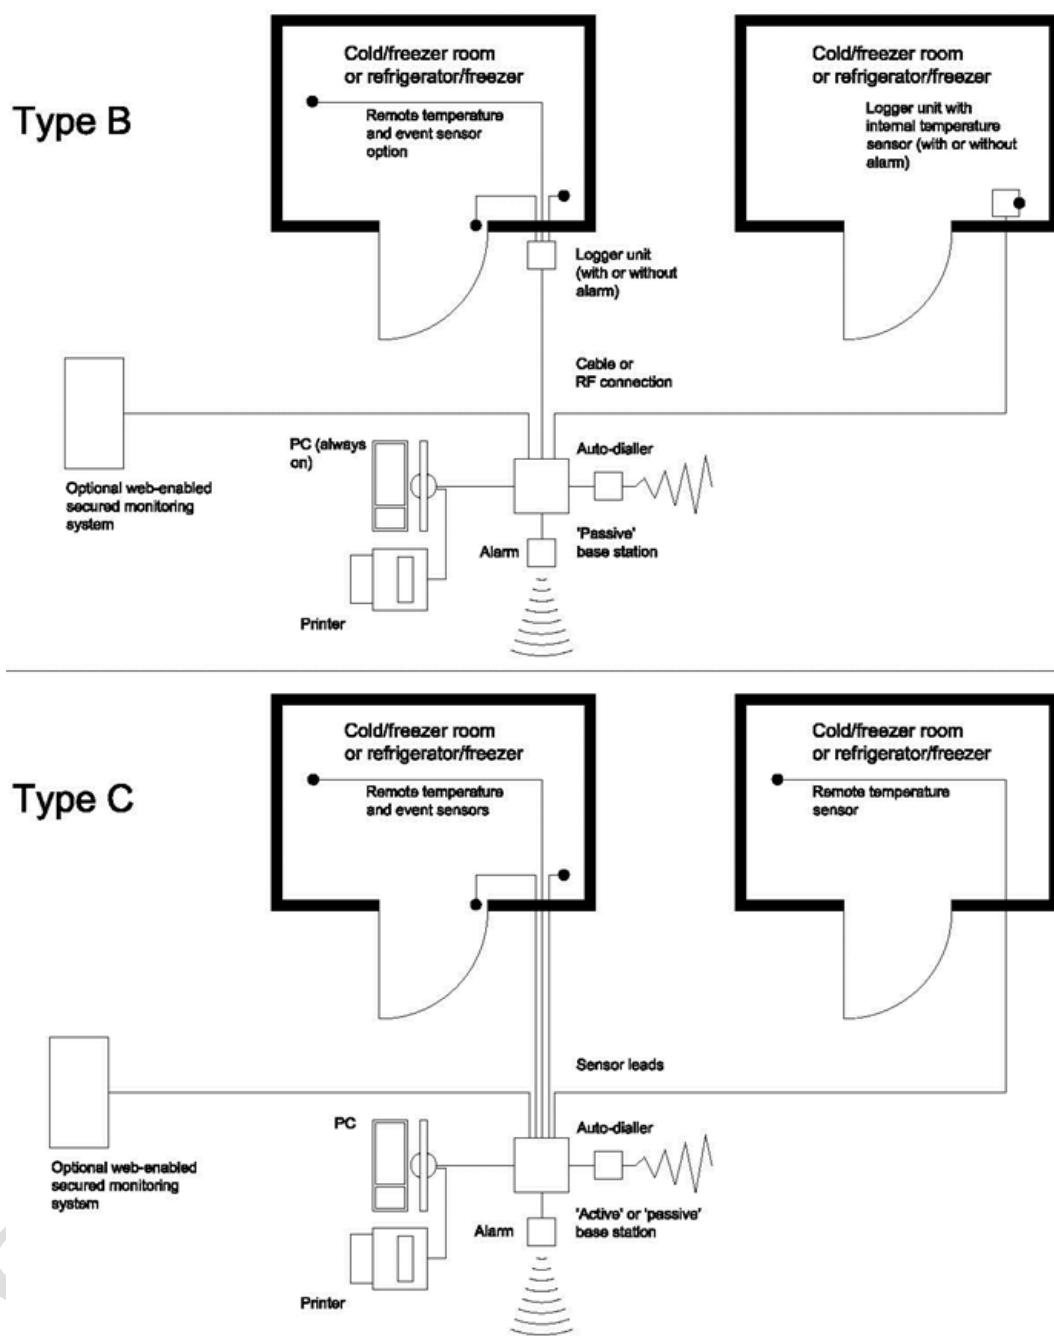 Type B
Cold/freezer room
or refrigerator/freezer
Remote temperature
and event sensor
option
Cold/freezer room
or refrigerator/freezer
Logger unit with
internal temperature
sensor (with or without
alarm)
Logger unit
(with or without
alarm)
Cable or
RF connection
Optional web-enabled
secured monitoring
system
PC (always
on)
Auto-dialler
Alarm
'Passive'
base station
Printer
Type C
Cold/freezer room
or refrigerator/freezer
Remote temperature
and event sensors
Cold/freezer room
or refrigerator/freezer
Remote temperature
sensor
Sensor leads
Optional web-enabled
secured monitoring
system
PC
Auto-dialler
Alarm
'Active' or 'passive'
base station
Printer